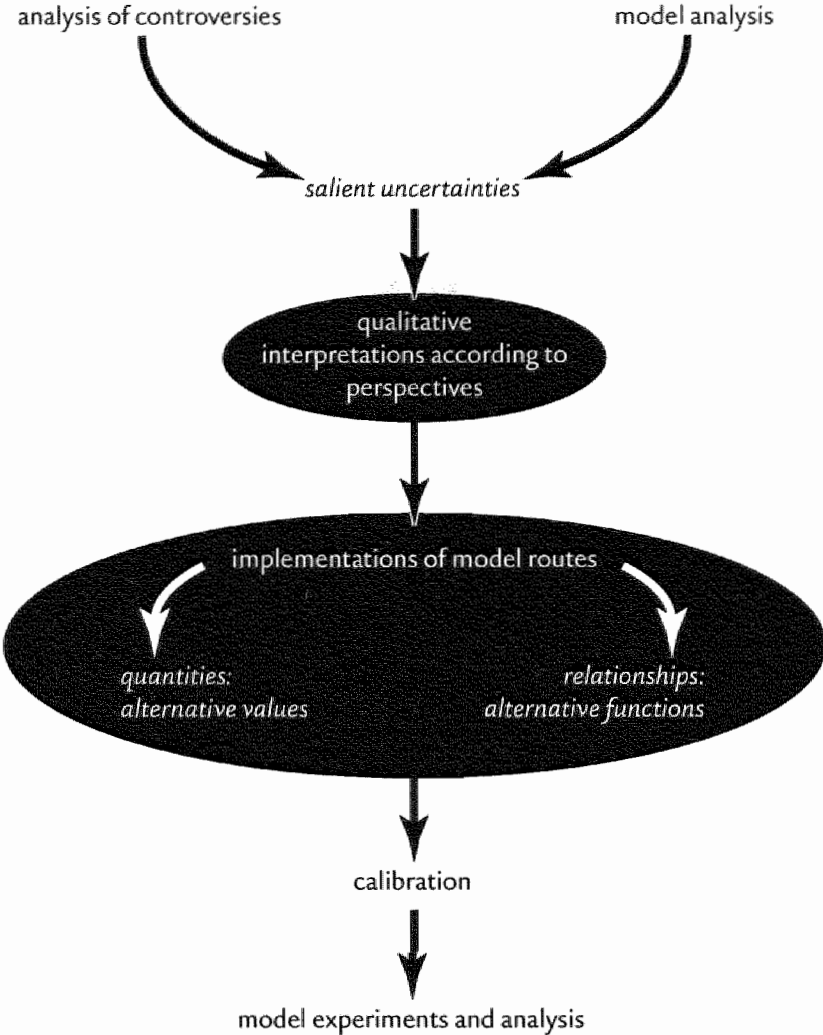 analysis of controversies
model analysis
salient uncertainties
qualitative
interpretations according to
perspectives
implementations of model routes
quantities:
alternative values
relationships:
alternative functions
calibration
model experiments and analysis